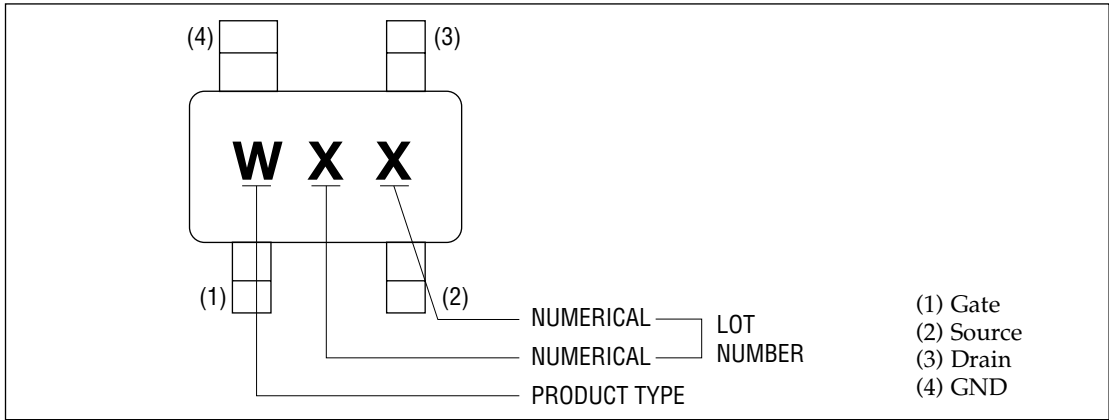 (4)
(3)
W X X
(1)
(2)
NUMERICAL
NUMERICAL
LOT
NUMBER
PRODUCT TYPE
(1) Gate
(2) Source
(3) Drain
(4) GND